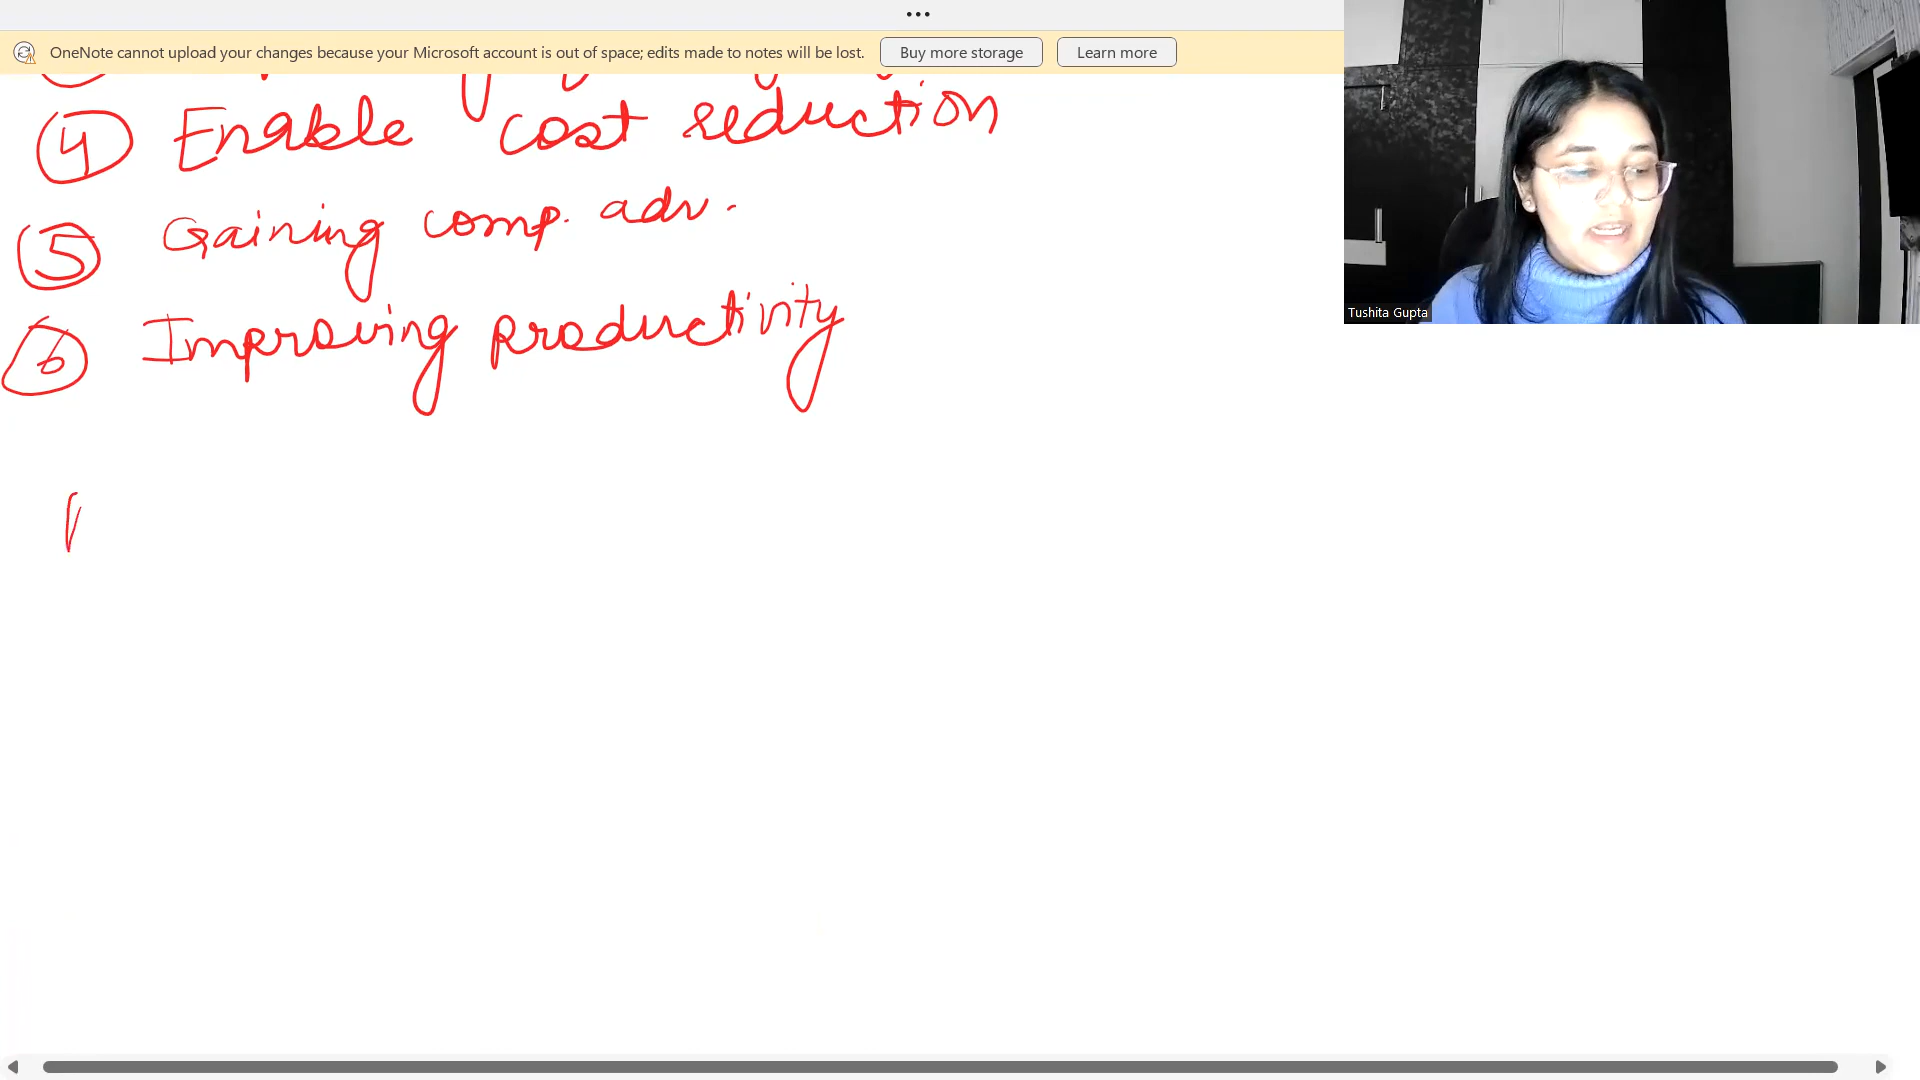 OneNote cannot upload your changes because your Microsoft account is out of space; edits made to notes will be lost. Buy more storage Learn more
④ Enable cost reduction
⑤ Gaining comp. adv.
⑥ Improving productivity
Tushita Gupta